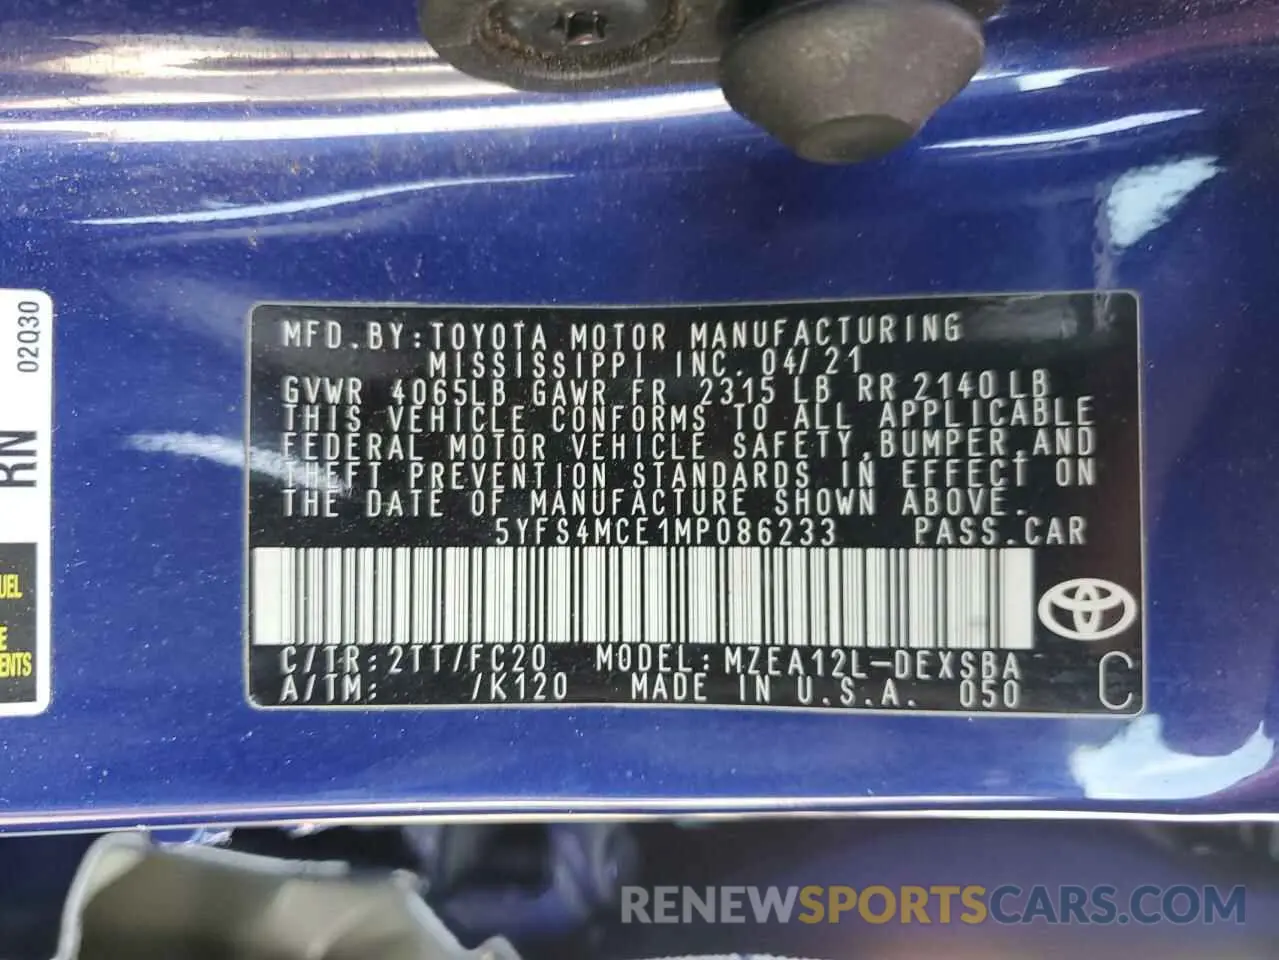 02Q30
RN
UEL
E
ENTS
MFD.BY:TOYOTA MOTOR MANUFACTURING
MISSISSIPPI INC. 04/21
GVWR 4065LB GAWR FR 2315 LB RR 2140LB
THIS VEHICLE CONFORMS TO ALL APPLICABLE
FEDERAL MOTOR VEHICLE SAFETY,BUMPER,AND
THEFT PREVENTION STANDARDS IN EFFECT ON
THE DATE OF MANUFACTURE SHOWN ABOVE.
5YFS4MCE1MP086233 PASS.CAR
C/TR:2TT/FC20 MODEL:MZEA12L-DEXSBA
A/TM: /K120 MADE IN U.S.A. 050
C
RENEWSPORTSCARS.COM